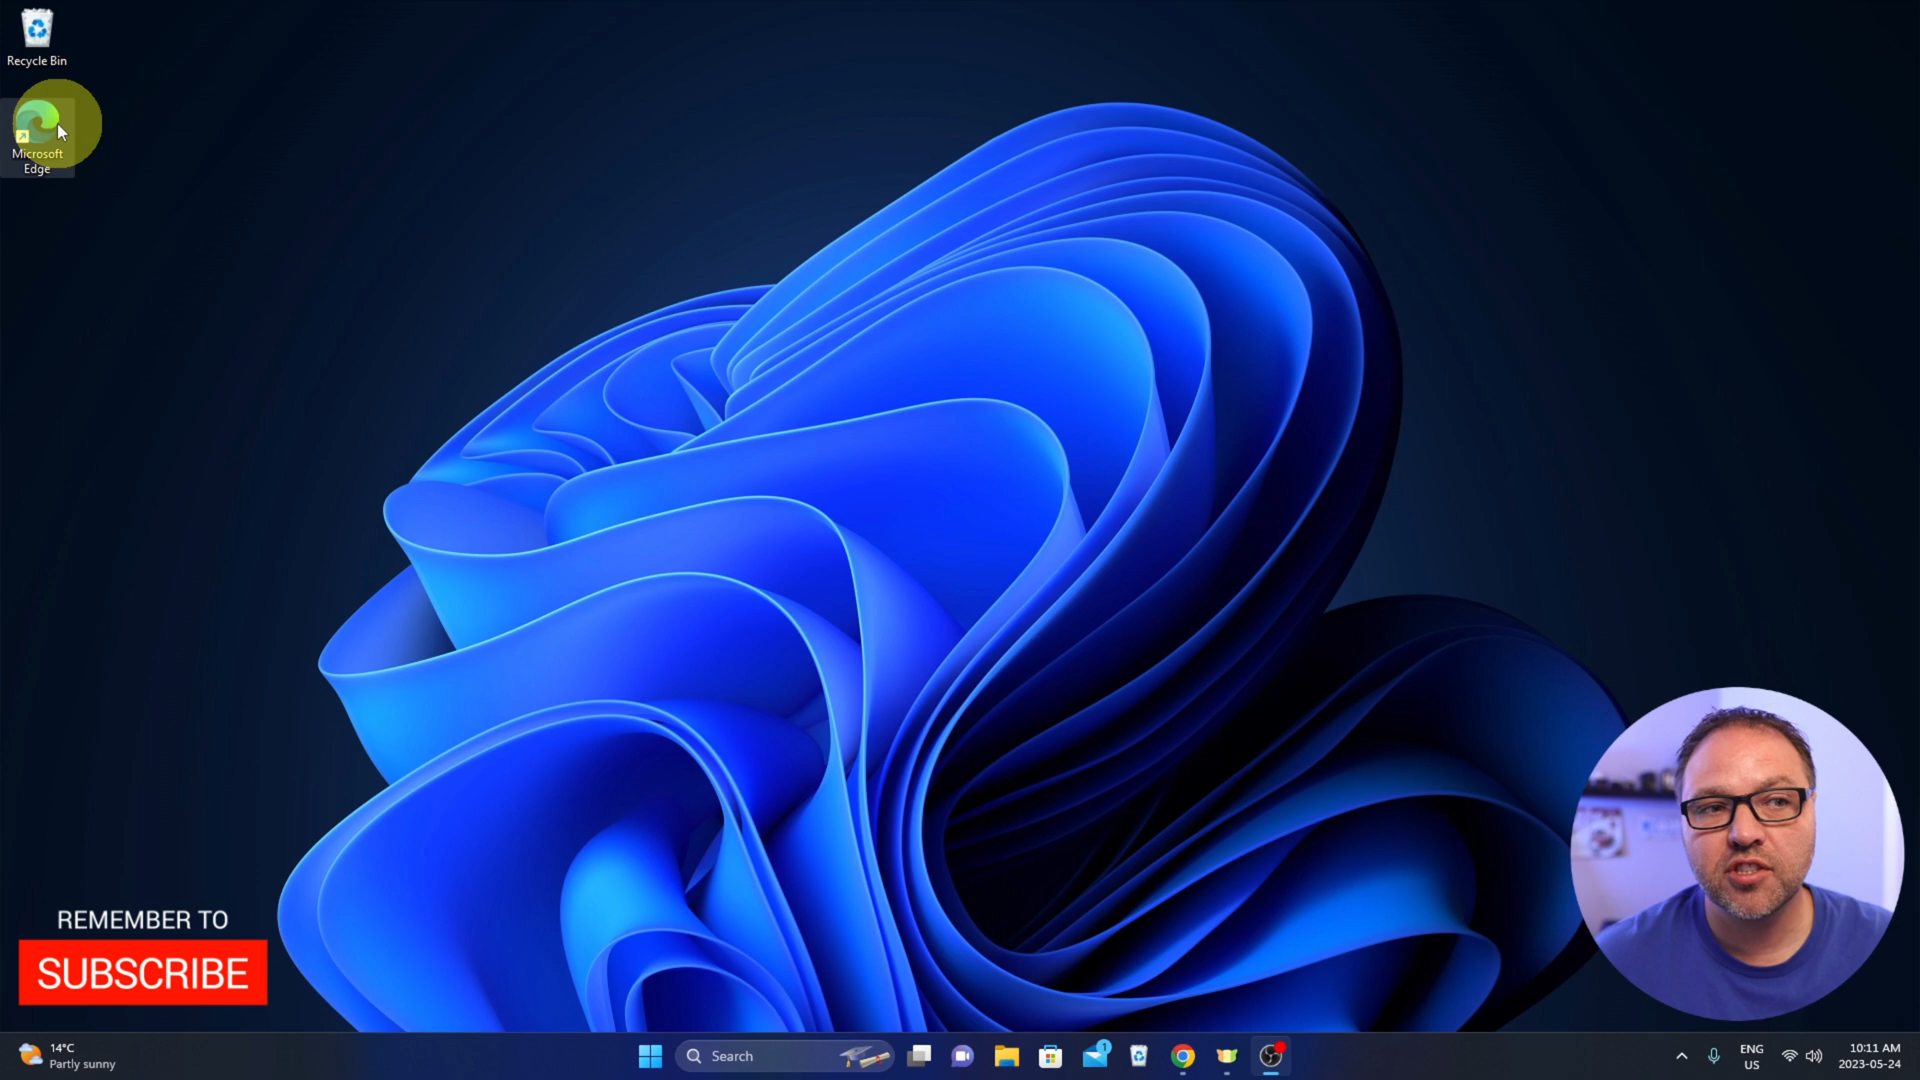 Recycle Bin
Microsoft
Edge
REMEMBER TO
SUBSCRIBE
14°C
Partly sunny
Search
1
ENG
US
10:11 AM
2023-05-24